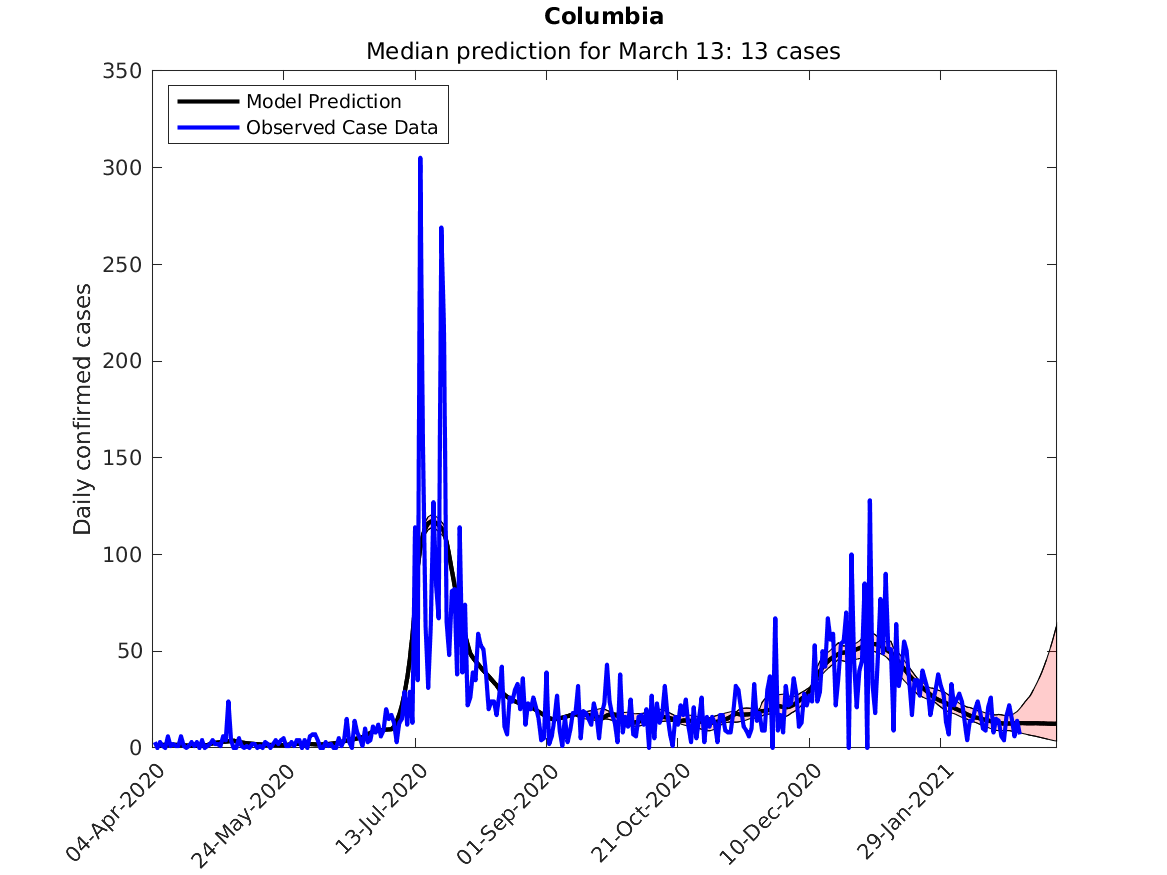 Columbia
Median prediction for March 13: 13 cases
Model Prediction
Observed Case Data
Daily confirmed cases
350
300
250
200
150
100
50
0
04-Apr-2020
24-May-2020
13-Jul-2020
01-Sep-2020
21-Oct-2020
10-Dec-2020
29-Jan-2021